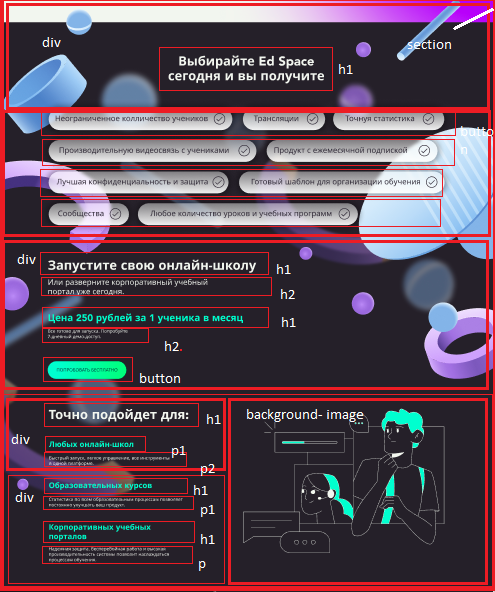 div
section
Выбирайте Ed Space
сегодня и вы получите
h1
Неограниченное колличество учеников
Трансляции
Точнуя статистика
button
Производительную видеосвязь с учениками
Продукт с ежемесячной подпиской
Лучшая конфиденциальность и защита
Готовый шаблон для организации обучения
Сообщества
Любое количество уроков и учебных программ
div
Запустите свою онлайн-школу
h1
Или разверните корпоративный учебный
портал уже сегодня.
h2
Цена 250 рублей за 1 ученика в месяц
h1
Все готово для запуска. Попробуйте
7-дневный демо-доступ.
h2.
ПОПРОБОВАТЬ БЕСПЛАТНО
button
Точно подойдет для:
h1
background- image
div
Любых онлайн-школ
p1
Быстрый запуск, легкое управление, все инструменты
в одной платформе.
p2
Образовательных курсов
h1
div
Статистика по всем образовательным процессам позволяет
постоянно улучшать ваш продукт.
p1
Корпоративных учебных
порталов
h1
Надежная защита, бесперебойная работа и высокая
производительность системы позволит наслаждаться
процессом обучения
p